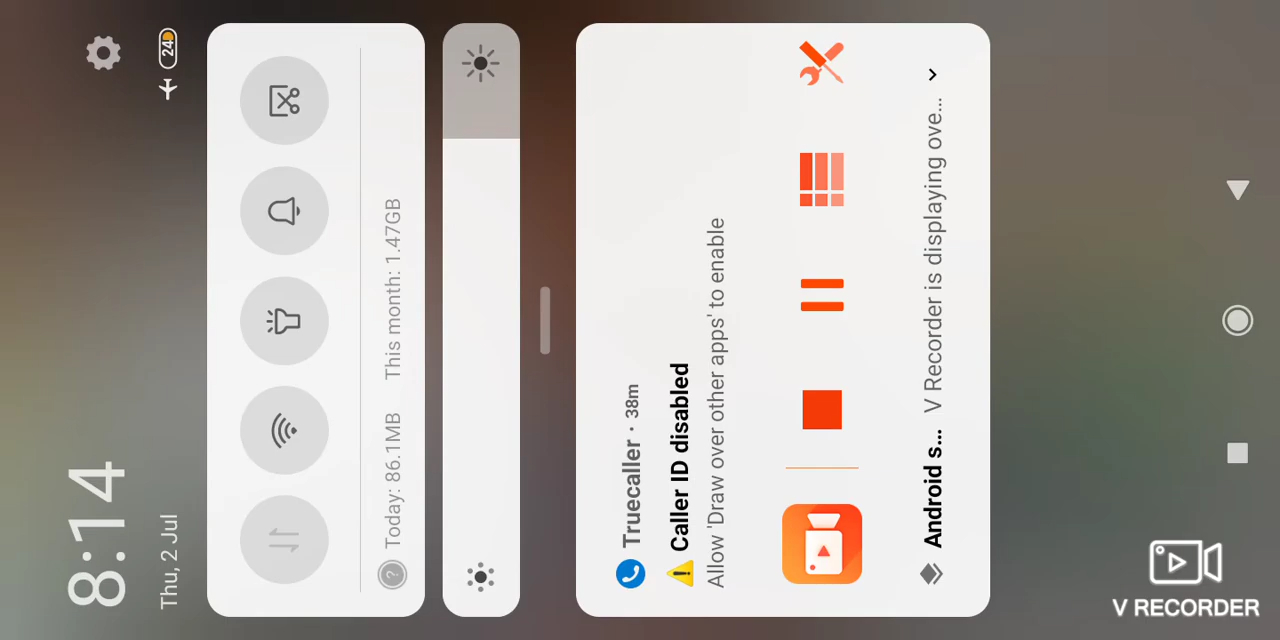 8:14
Thu, 2 Jul
24
Today: 86.1MB This month: 1.47GB
Truecaller · 38m
Caller ID disabled
Allow 'Draw over other apps' to enable
Android s... V Recorder is displaying ove...
V RECORDER